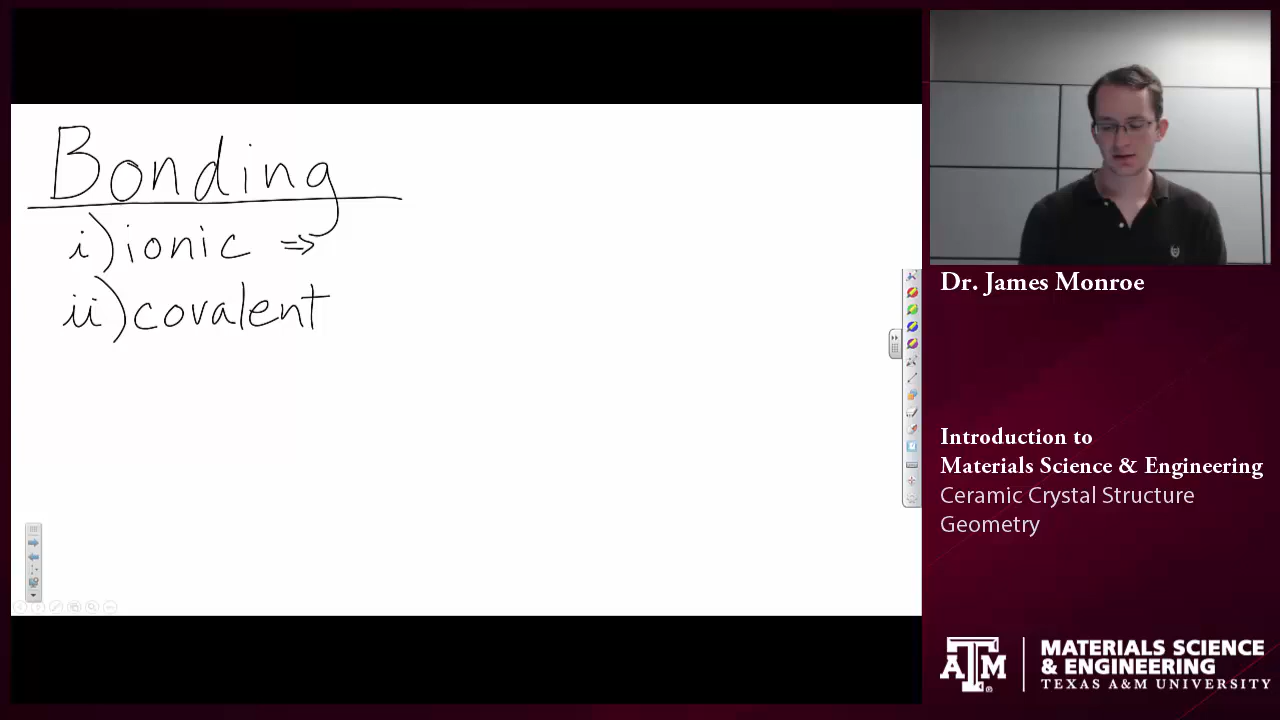 Bonding
i) ionic ⇒
ii) covalent
Dr. James Monroe
Introduction to
Materials Science & Engineering
Ceramic Crystal Structure
Geometry
ATM
MATERIALS SCIENCE
& ENGINEERING
TEXAS A&M UNIVERSITY